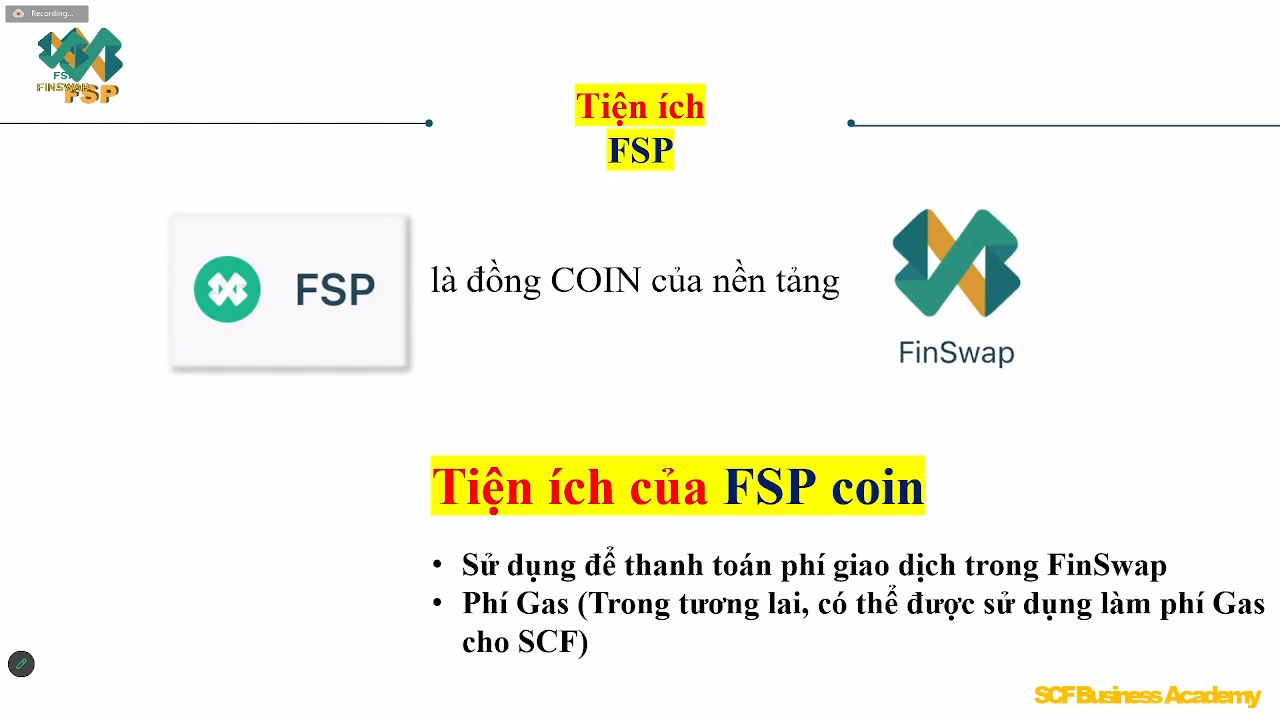 Recording...
FSP
FINSWAP
FSP
Tiện ích
FSP
FSP
là đồng COIN của nền tảng
FinSwap
Tiện ích của FSP coin
• Sử dụng để thanh toán phí giao dịch trong FinSwap
• Phí Gas (Trong tương lai, có thể được sử dụng làm phí Gas
cho SCF)
SCF Business Academy